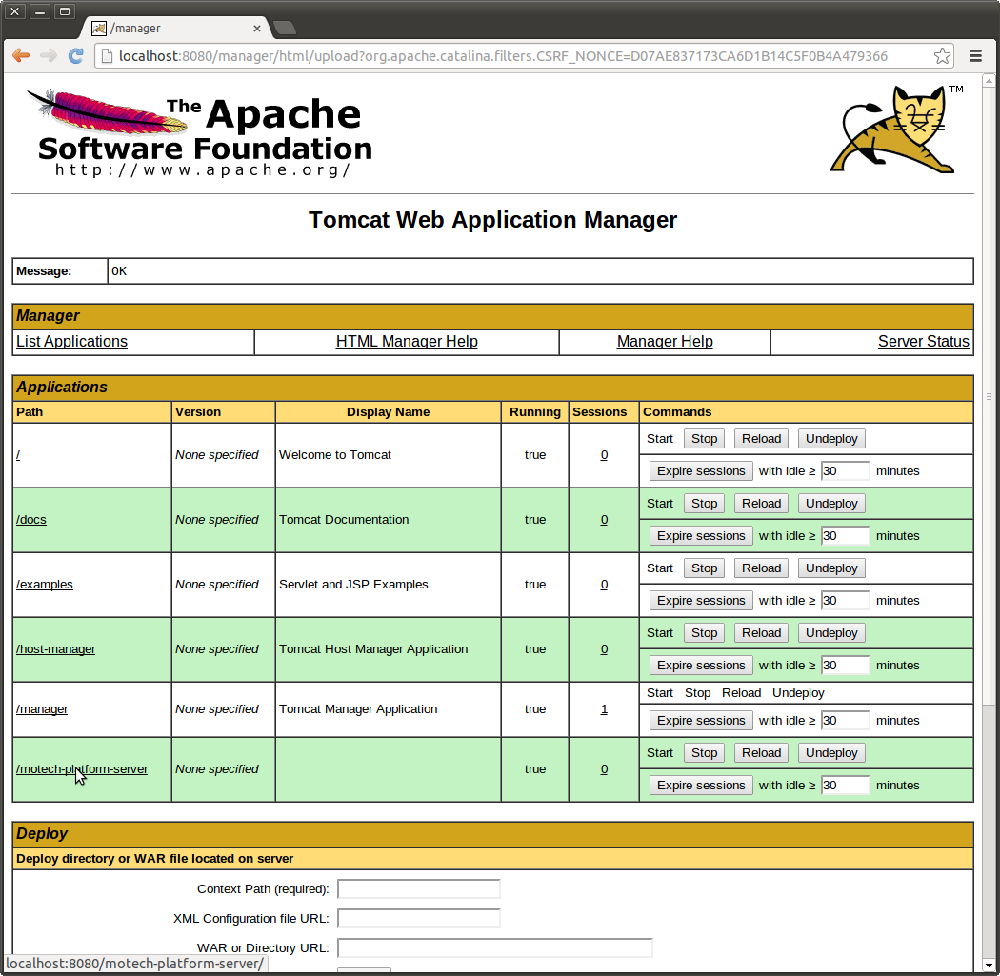 /manager
localhost:8080/manager/html/upload?org.apache.catalina.filters.CSRF_NONCE=D07AE837173CA6D1B14C5F0B4A479366
The Apache
Software Foundation
http://www.apache.org/
TM
Tomcat Web Application Manager
Message: OK
Manager
List Applications HTML Manager Help Manager Help Server Status
Applications
Path Version Display Name Running Sessions Commands
/ None specified Welcome to Tomcat true 0 Start Stop Reload Undeploy
Expire sessions with idle ≥ 30 minutes
/docs None specified Tomcat Documentation true 0 Start Stop Reload Undeploy
Expire sessions with idle ≥ 30 minutes
/examples None specified Servlet and JSP Examples true 0 Start Stop Reload Undeploy
Expire sessions with idle ≥ 30 minutes
/host-manager None specified Tomcat Host Manager Application true 0 Start Stop Reload Undeploy
Expire sessions with idle ≥ 30 minutes
/manager None specified Tomcat Manager Application true 1 Start Stop Reload Undeploy
Expire sessions with idle ≥ 30 minutes
/motech-platform-server None specified true 0 Start Stop Reload Undeploy
Expire sessions with idle ≥ 30 minutes
Deploy
Deploy directory or WAR file located on server
Context Path (required):
XML Configuration file URL:
WAR or Directory URL:
localhost:8080/motech-platform-server/